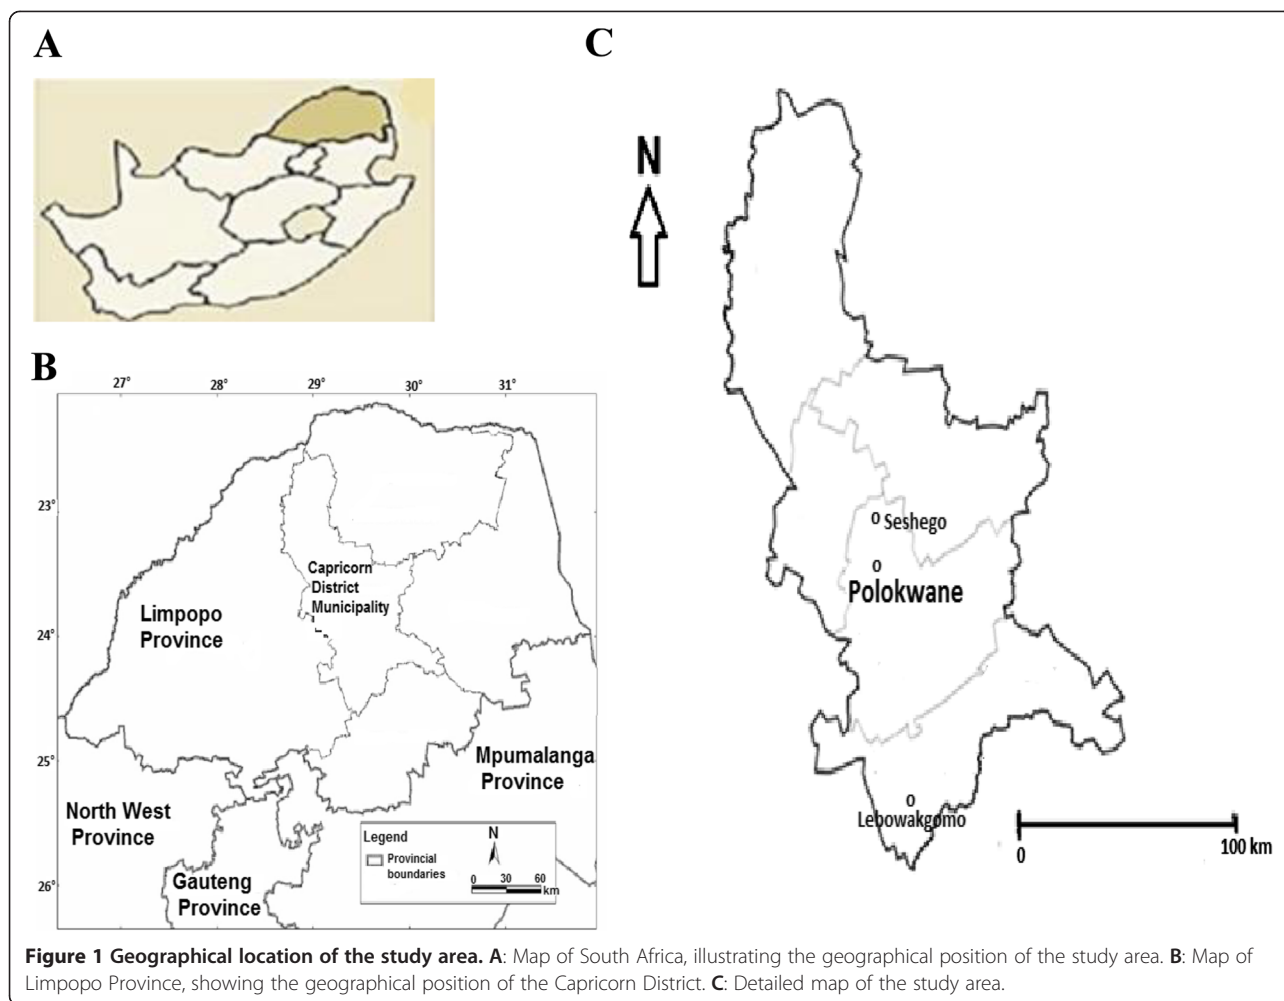 A
C
N
Seshego
Polokwane
Lebowakgomo
0
100 km
B
27°
28°
29°
30°
31°
23°
24°
25°
26°
Capricorn
District
Municipality
Limpopo
Province
Mpumalanga
Province
North West
Province
Gauteng
Province
Legend
Provincial
boundaries
N
0 30 60
km
Figure 1 Geographical location of the study area. A: Map of South Africa, illustrating the geographical position of the study area. B: Map of
Limpopo Province, showing the geographical position of the Capricorn District. C: Detailed map of the study area.